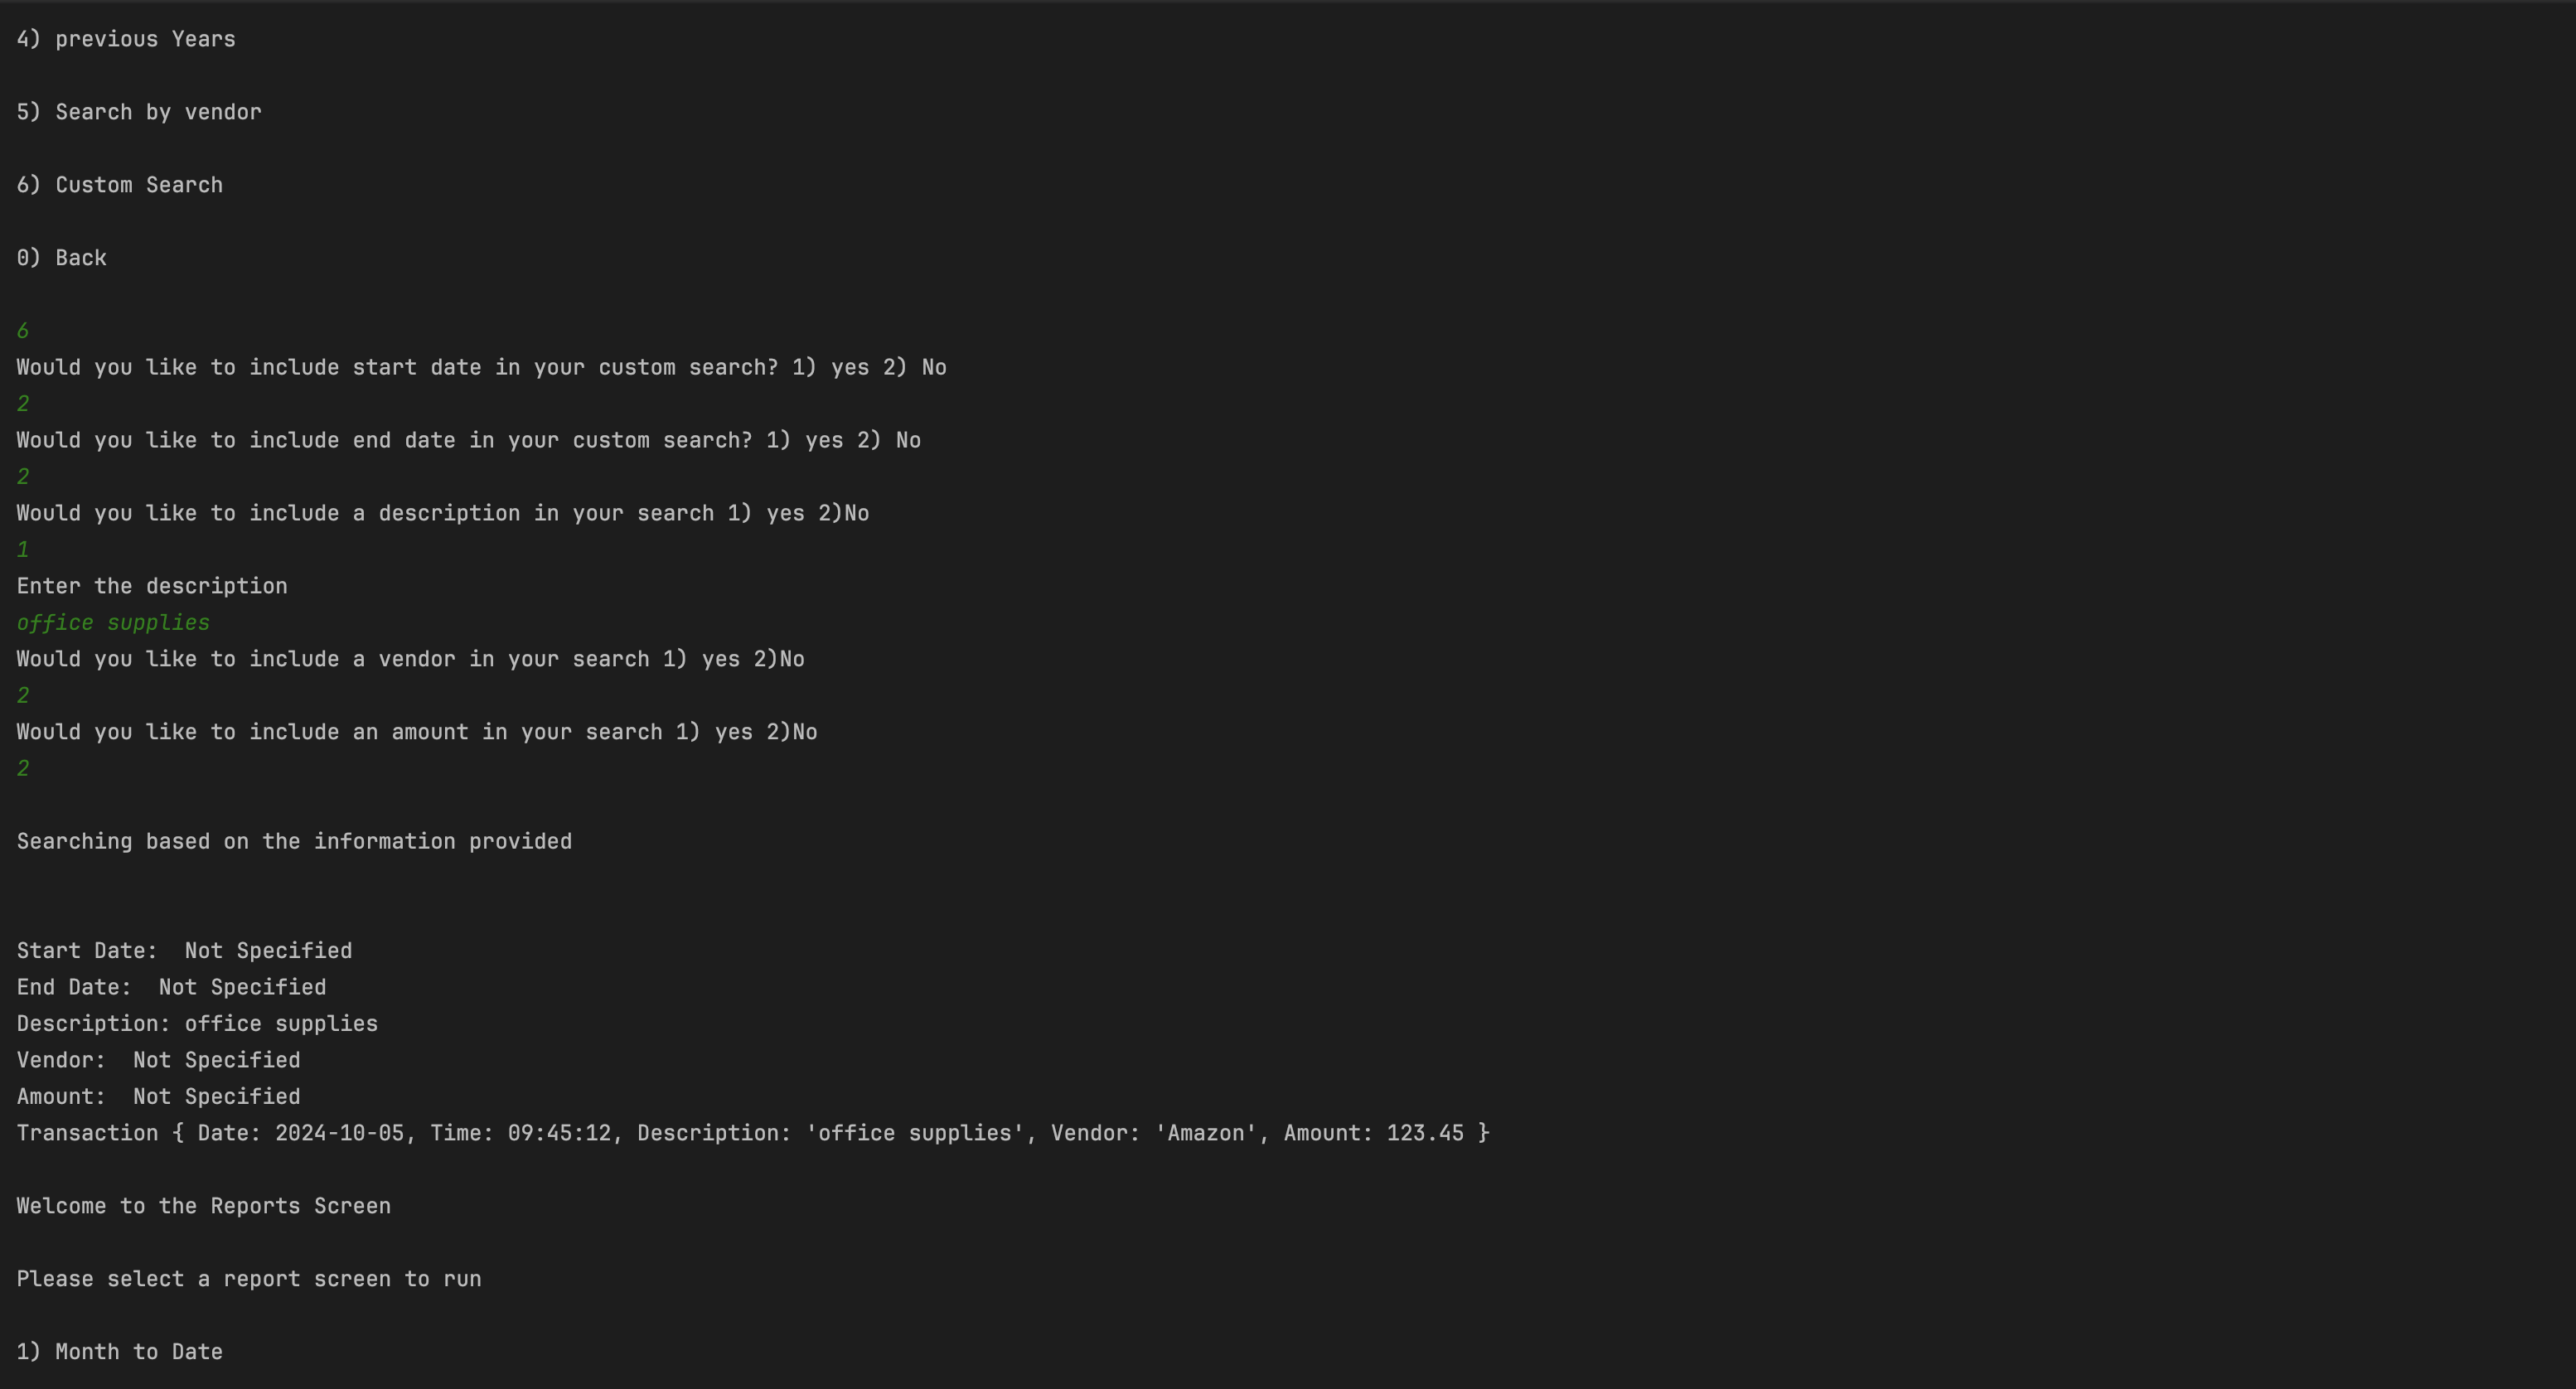 4) previous Years
5) Search by vendor
6) Custom Search
0) Back
6
Would you like to include start date in your custom search? 1) yes 2) No
2
Would you like to include end date in your custom search? 1) yes 2) No
2
Would you like to include a description in your search 1) yes 2)No
1
Enter the description
office supplies
Would you like to include a vendor in your search 1) yes 2)No
2
Would you like to include an amount in your search 1) yes 2)No
2
Searching based on the information provided
Start Date:  Not Specified
End Date:  Not Specified
Description: office supplies
Vendor:  Not Specified
Amount:  Not Specified
Transaction { Date: 2024-10-05, Time: 09:45:12, Description: 'office supplies', Vendor: 'Amazon', Amount: 123.45 }
Welcome to the Reports Screen
Please select a report screen to run
1) Month to Date